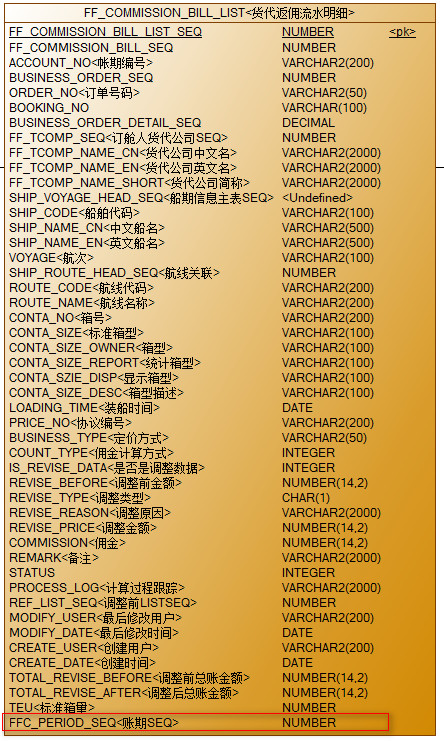 FF_COMMISSION_BILL_LIST<货代返佣流水明细>
FF_COMMISSION_BILL_LIST_SEQ NUMBER <pk>
FF_COMMISSION_BILL_SEQ NUMBER
ACCOUNT_NO<帐期编号> VARCHAR2(200)
BUSINESS_ORDER_SEQ NUMBER
ORDER_NO<订单号码> VARCHAR2(50)
BOOKING_NO VARCHAR(100)
BUSINESS_ORDER_DETAIL_SEQ DECIMAL
FF_TCOMP_SEQ<订舱人货代公司SEQ> NUMBER
FF_TCOMP_NAME_CN<货代公司中文名> VARCHAR2(2000)
FF_TCOMP_NAME_EN<货代公司英文名> VARCHAR2(2000)
FF_TCOMP_NAME_SHORT<货代公司简称> VARCHAR2(2000)
SHIP_VOYAGE_HEAD_SEQ<船期信息主表SEQ> <Undefined>
SHIP_CODE<船舶代码> VARCHAR2(100)
SHIP_NAME_CN<中文船名> VARCHAR2(500)
SHIP_NAME_EN<英文船名> VARCHAR2(500)
VOYAGE<航次> VARCHAR2(100)
SHIP_ROUTE_HEAD_SEQ<航线关联> NUMBER
ROUTE_CODE<航线代码> VARCHAR2(200)
ROUTE_NAME<航线名称> VARCHAR2(200)
CONTA_NO<箱号> VARCHAR2(200)
CONTA_SIZE<标准箱型> VARCHAR2(100)
CONTA_SIZE_OWNER<箱型> VARCHAR2(100)
CONTA_SIZE_REPORT<统计箱型> VARCHAR2(100)
CONTA_SZIE_DISP<显示箱型> VARCHAR2(100)
CONTA_SIZE_DESC<箱型描述> VARCHAR2(100)
LOADING_TIME<装船时间> DATE
PRICE_NO<协议编号> VARCHAR2(200)
BUSINESS_TYPE<定价方式> VARCHAR2(50)
COUNT_TYPE<佣金计算方式> INTEGER
IS_REVISE_DATA<是否是调整数据> INTEGER
REVISE_BEFORE<调整前金额> NUMBER(14,2)
REVISE_TYPE<调整类型> CHAR(1)
REVISE_REASON<调整原因> VARCHAR2(2000)
REVISE_PRICE<调整金额> NUMBER(14,2)
COMMISSION<佣金> NUMBER(14,2)
REMARK<备注> VARCHAR2(2000)
STATUS INTEGER
PROCESS_LOG<计算过程跟踪> VARCHAR2(2000)
REF_LIST_SEQ<调整前LISTSEQ> NUMBER
MODIFY_USER<最后修改用户> VARCHAR2(200)
MODIFY_DATE<最后修改时间> DATE
CREATE_USER<创建用户> VARCHAR2(200)
CREATE_DATE<创建时间> DATE
TOTAL_REVISE_BEFORE<调整前总账金额> NUMBER(14,2)
TOTAL_REVISE_AFTER<调整后总账金额> NUMBER(14,2)
TEU<标准箱量> NUMBER
FFC_PERIOD_SEQ<账期SEQ> NUMBER